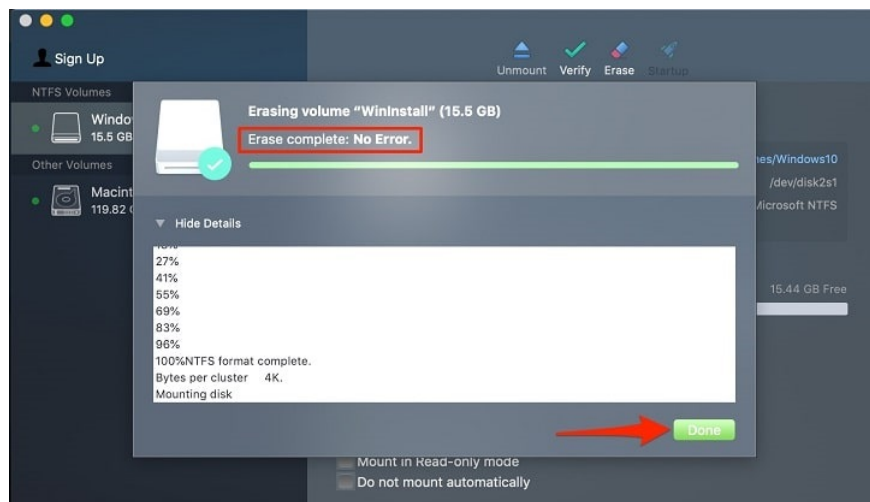 Sign Up
Unmount Verify Erase Startup
NTFS Volumes
Windo
15.5 GB
Other Volumes
Macint
119.82
Erasing volume “WinInstall” (15.5 GB)
Erase complete: No Error.
Hide Details
27%
41%
55%
69%
83%
96%
100%NTFS format complete.
Bytes per cluster 4K.
Mounting disk
Done
es/Windows10
/dev/disk2s1
Microsoft NTFS
15.44 GB Free
Mount in Read-only mode
Do not mount automatically